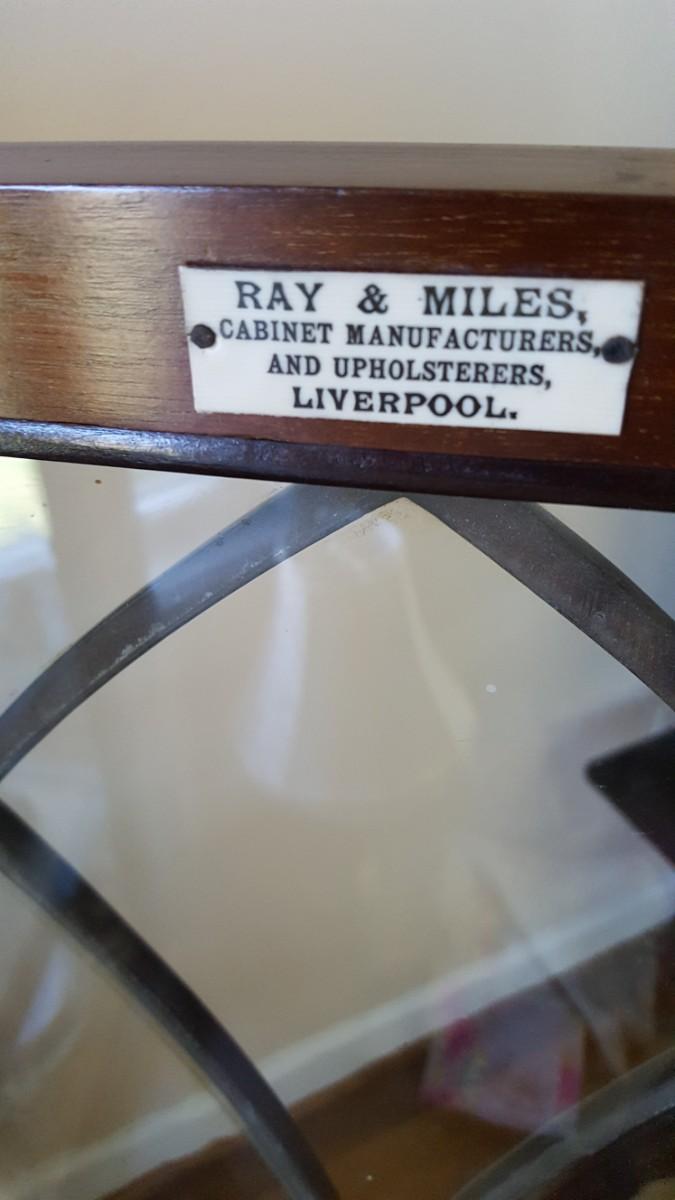 RAY & MILES,
CABINET MANUFACTURERS,
AND UPHOLSTERERS,
LIVERPOOL.